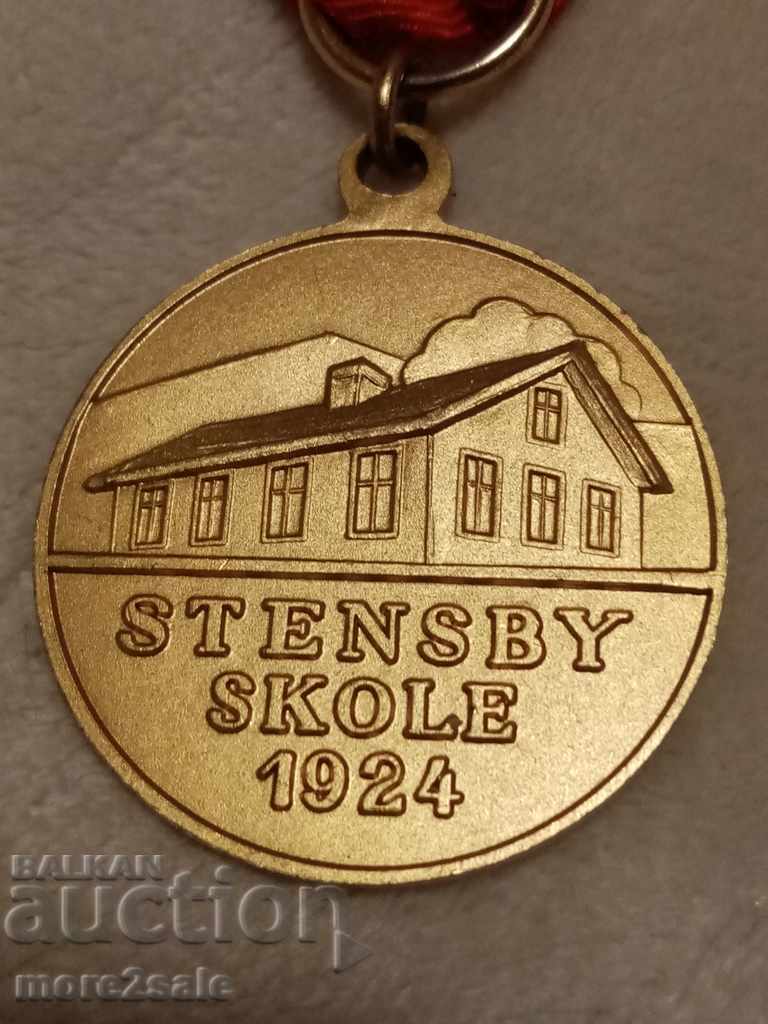 STENSBY
SKOLE
1924
BALKAN
auction
more2sale